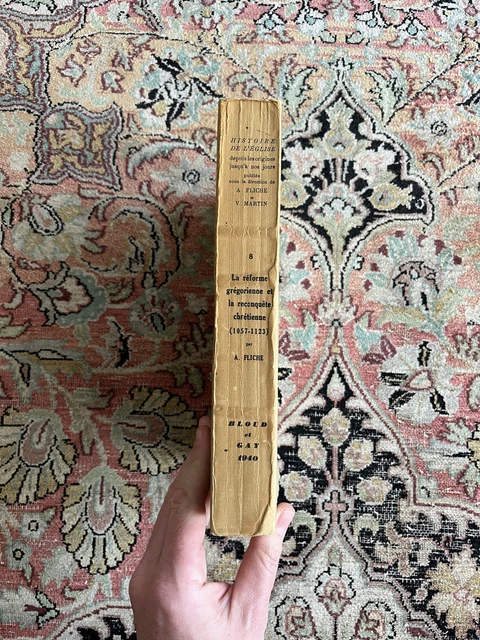 HISTOIRE
DE L'ÉGLISE
depuis les origines
jusqu'à nos jours
publiée
sous la direction de
A. FLICHE
&
V. MARTIN
8
La réforme
grégorienne et
la reconquête
chrétienne
(1057-1123)
par
A. FLICHE
BLOUD
et
GAY
1940